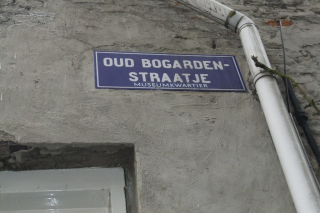 OUD BOGARDEN-
STRAATJE
MUSEUMKWARTIER